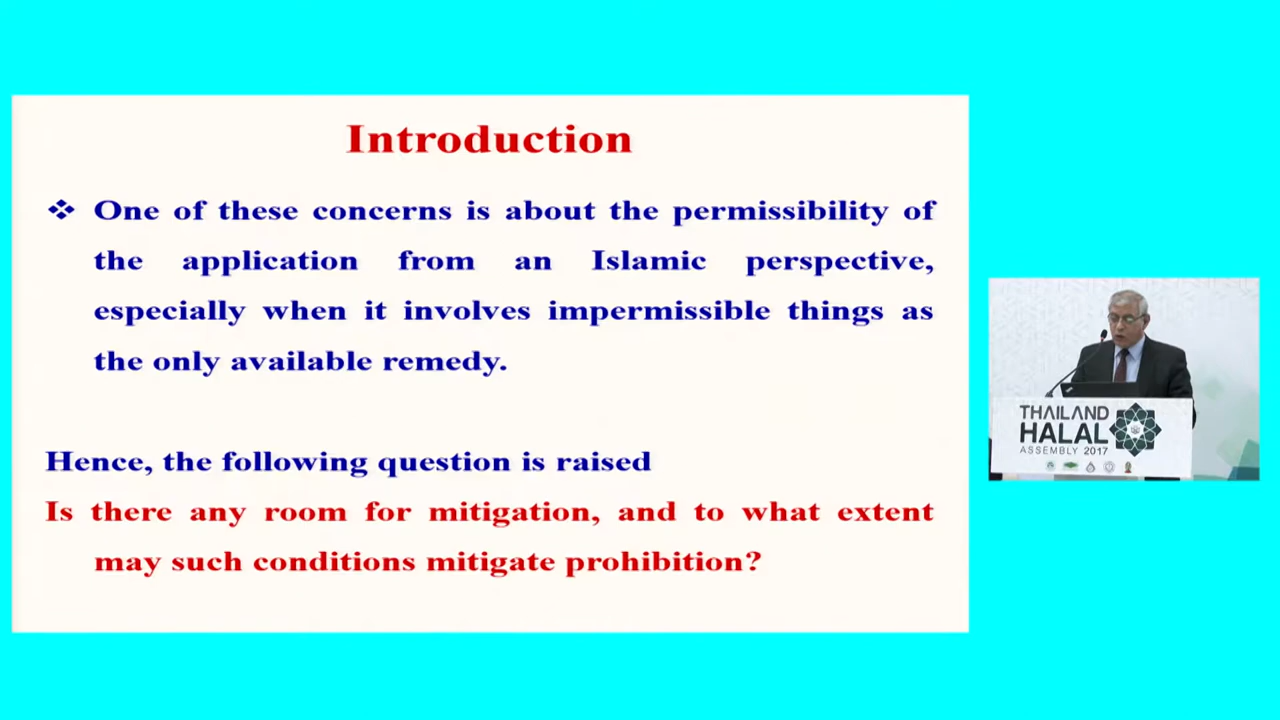 Introduction
❖ One of these concerns is about the permissibility of
the application from an Islamic perspective,
especially when it involves impermissible things as
the only available remedy.
Hence, the following question is raised
Is there any room for mitigation, and to what extent
may such conditions mitigate prohibition?
THAILAND
HALAL
ASSEMBLY 2017